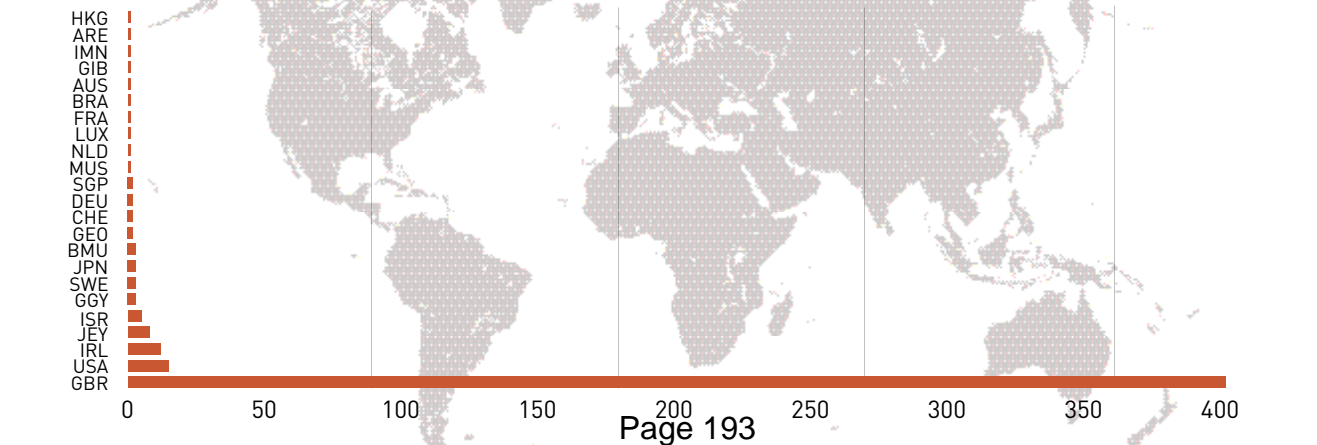 HKG
ARE
IMN
GIB
AUS
BRA
FRA
LUX
NLD
MUS
SGP
DEU
CHE
GEO
BMU
JPN
SWE
GGY
ISR
JEY
IRL
USA
GBR
0 50 100 150 200 250 300 350 400
Page 193